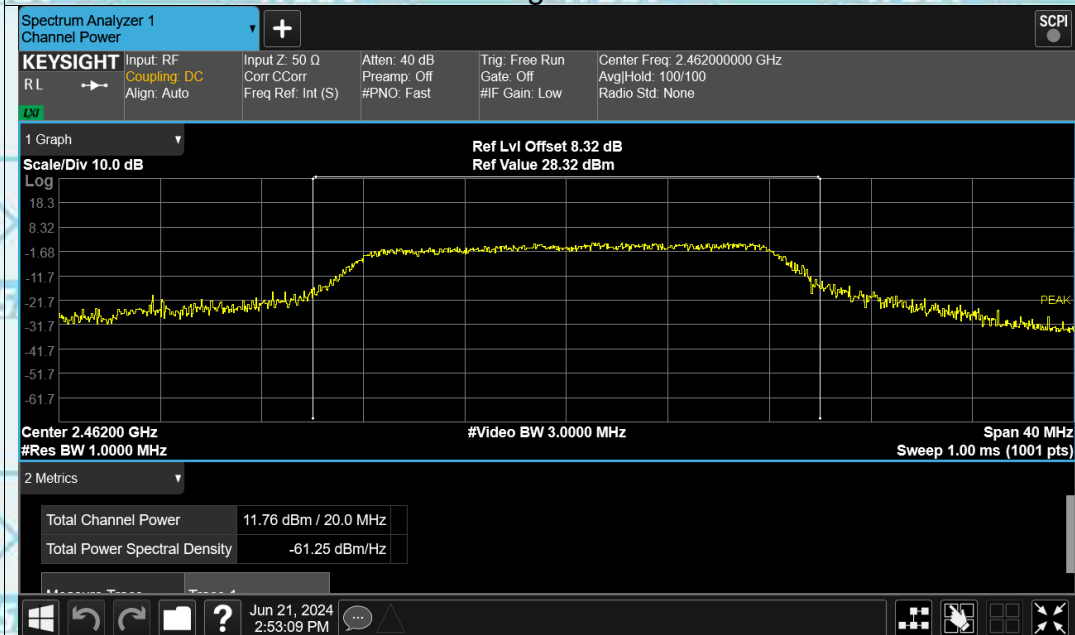 Spectrum Analyzer 1
Channel Power
+
SCPI
KEYSIGHT
RL
LXI
Input: RF
Coupling: DC
Align: Auto
Input Z: 50 Ω
Corr CCorr
Freq Ref: Int (S)
Atten: 40 dB
Preamp: Off
#PNO: Fast
Trig: Free Run
Gate: Off
#IF Gain: Low
Center Freq: 2.462000000 GHz
Avg|Hold: 100/100
Radio Std: None
1 Graph
Scale/Div 10.0 dB
Ref Lvl Offset 8.32 dB
Ref Value 28.32 dBm
Log
18.3
8.32
-1.68
-11.7
-21.7
-31.7
-41.7
-51.7
-61.7
PEAK
Center 2.46200 GHz
#Video BW 3.0000 MHz
Span 40 MHz
#Res BW 1.0000 MHz
Sweep 1.00 ms (1001 pts)
2 Metrics
Total Channel Power 11.76 dBm / 20.0 MHz
Total Power Spectral Density -61.25 dBm/Hz
?
Jun 21, 2024
2:53:09 PM